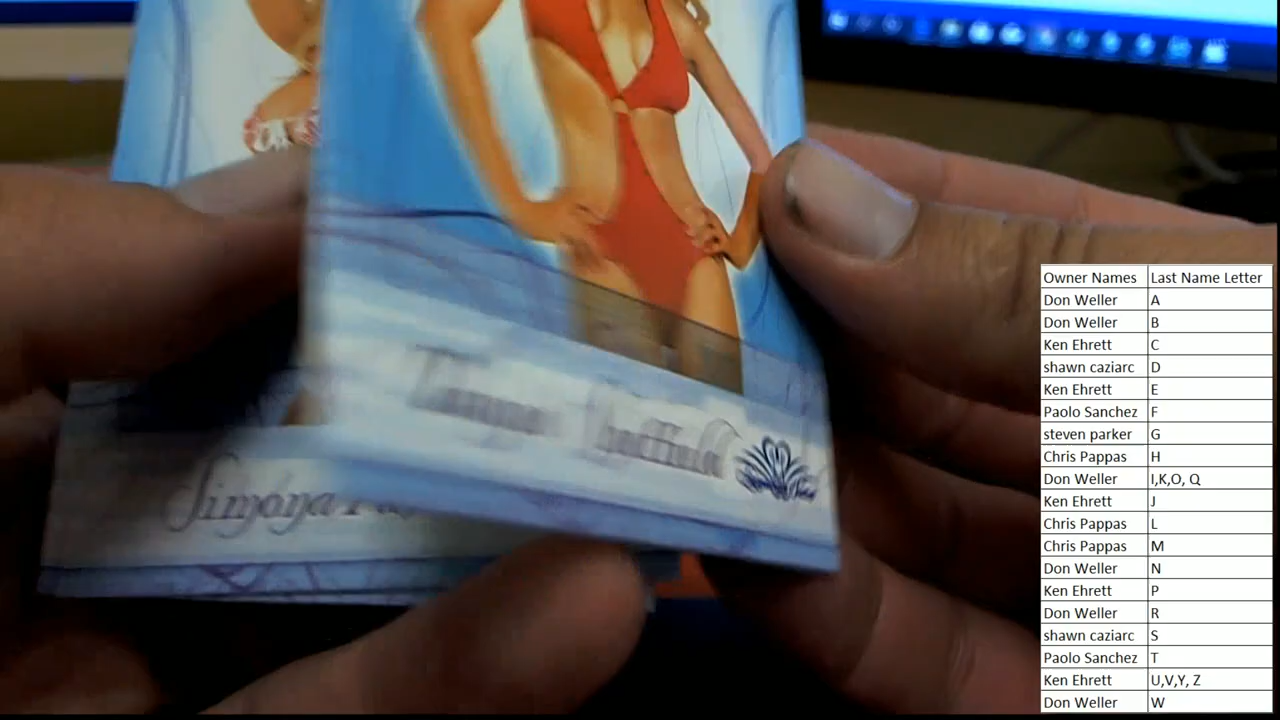 Simona
Owner Names Last Name Letter
Don Weller A
Don Weller B
Ken Ehrett C
shawn caziarc D
Ken Ehrett E
Paolo Sanchez F
steven parker G
Chris Pappas H
Don Weller I,K,O, Q
Ken Ehrett J
Chris Pappas L
Chris Pappas M
Don Weller N
Ken Ehrett P
Don Weller R
shawn caziarc S
Paolo Sanchez T
Ken Ehrett U,V,Y, Z
Don Weller W